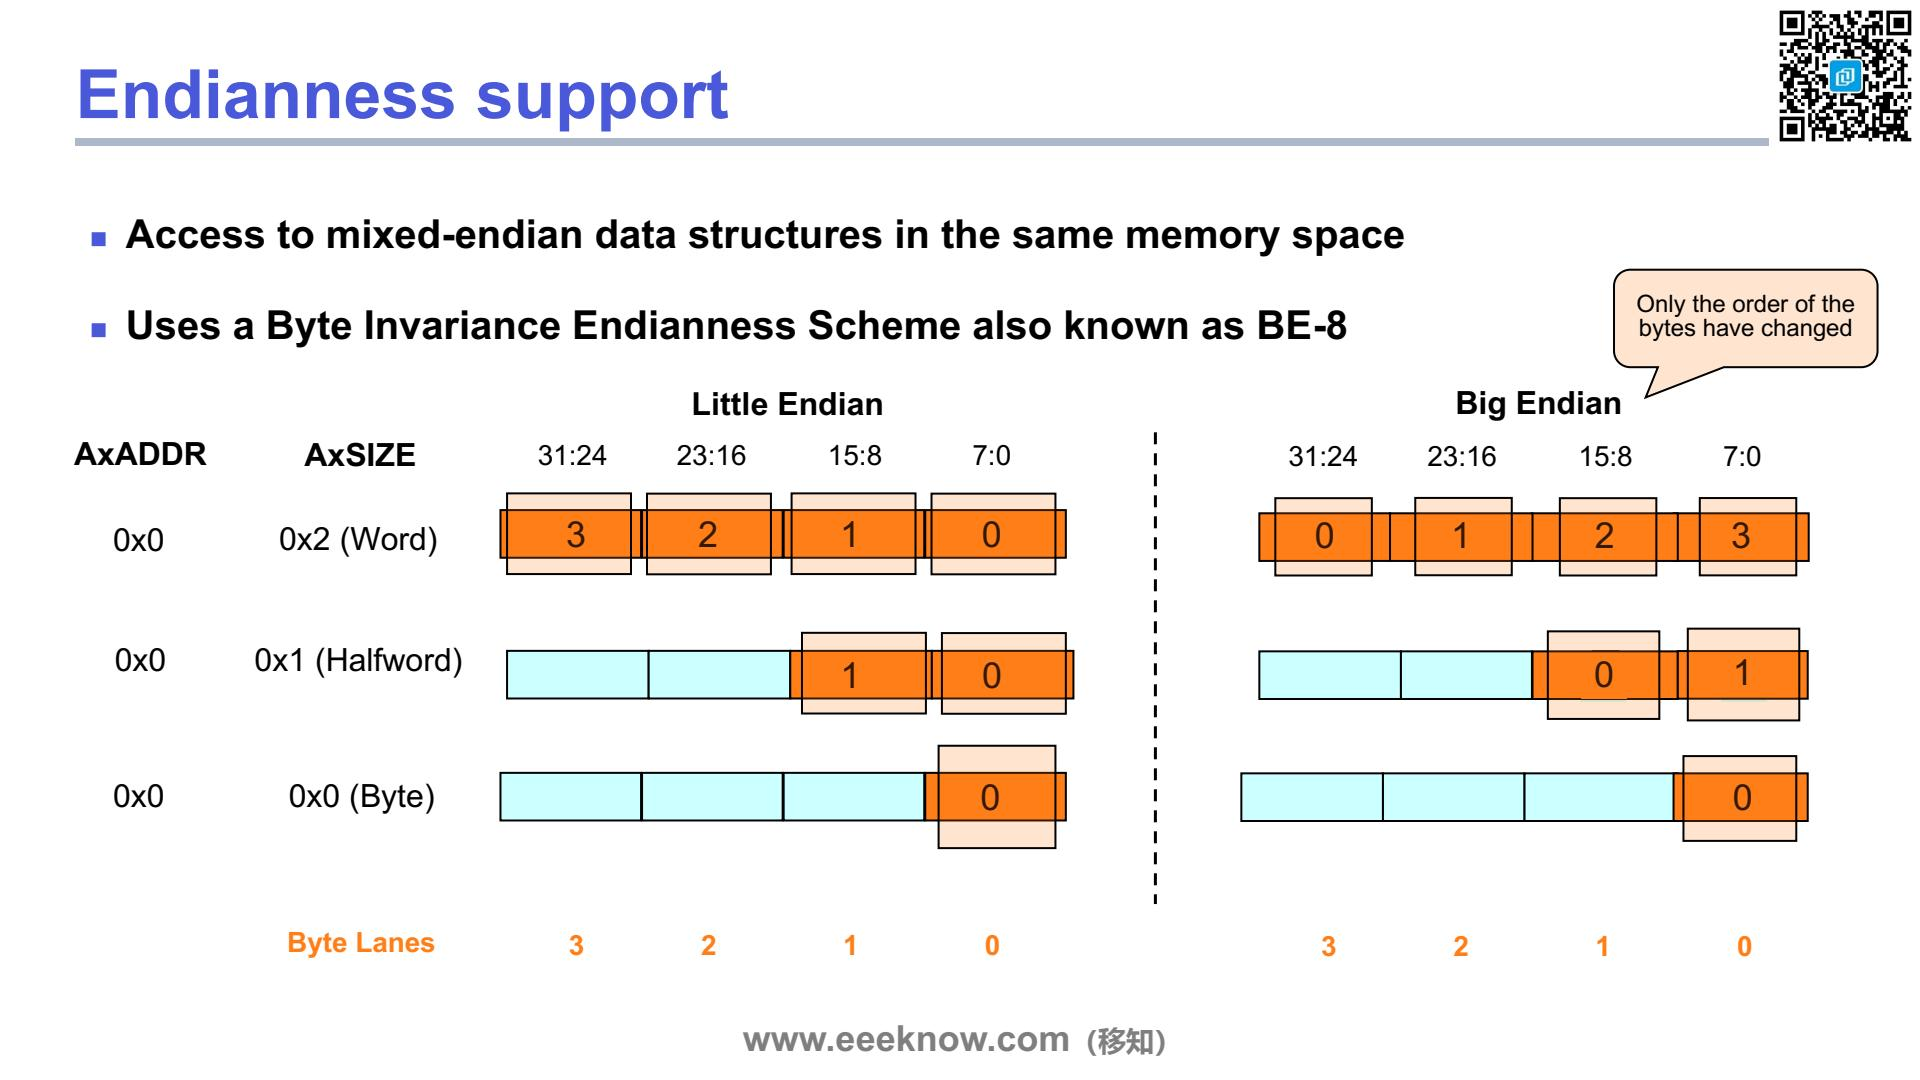 Endianness support
Access to mixed-endian data structures in the same memory space
Uses a Byte Invariance Endianness Scheme also known as BE-8
Only the order of the
bytes have changed
Little Endian
Big Endian
AxADDR AxSIZE 31:24 23:16 15:8 7:0 31:24 23:16 15:8 7:0
0x0 0x2 (Word) 3 2 1 0 0 1 2 3
0x0 0x1 (Halfword) 1 0 0 1
0x0 0x0 (Byte) 0 0
Byte Lanes 3 2 1 0 3 2 1 0
www.eeeknow.com (移知)